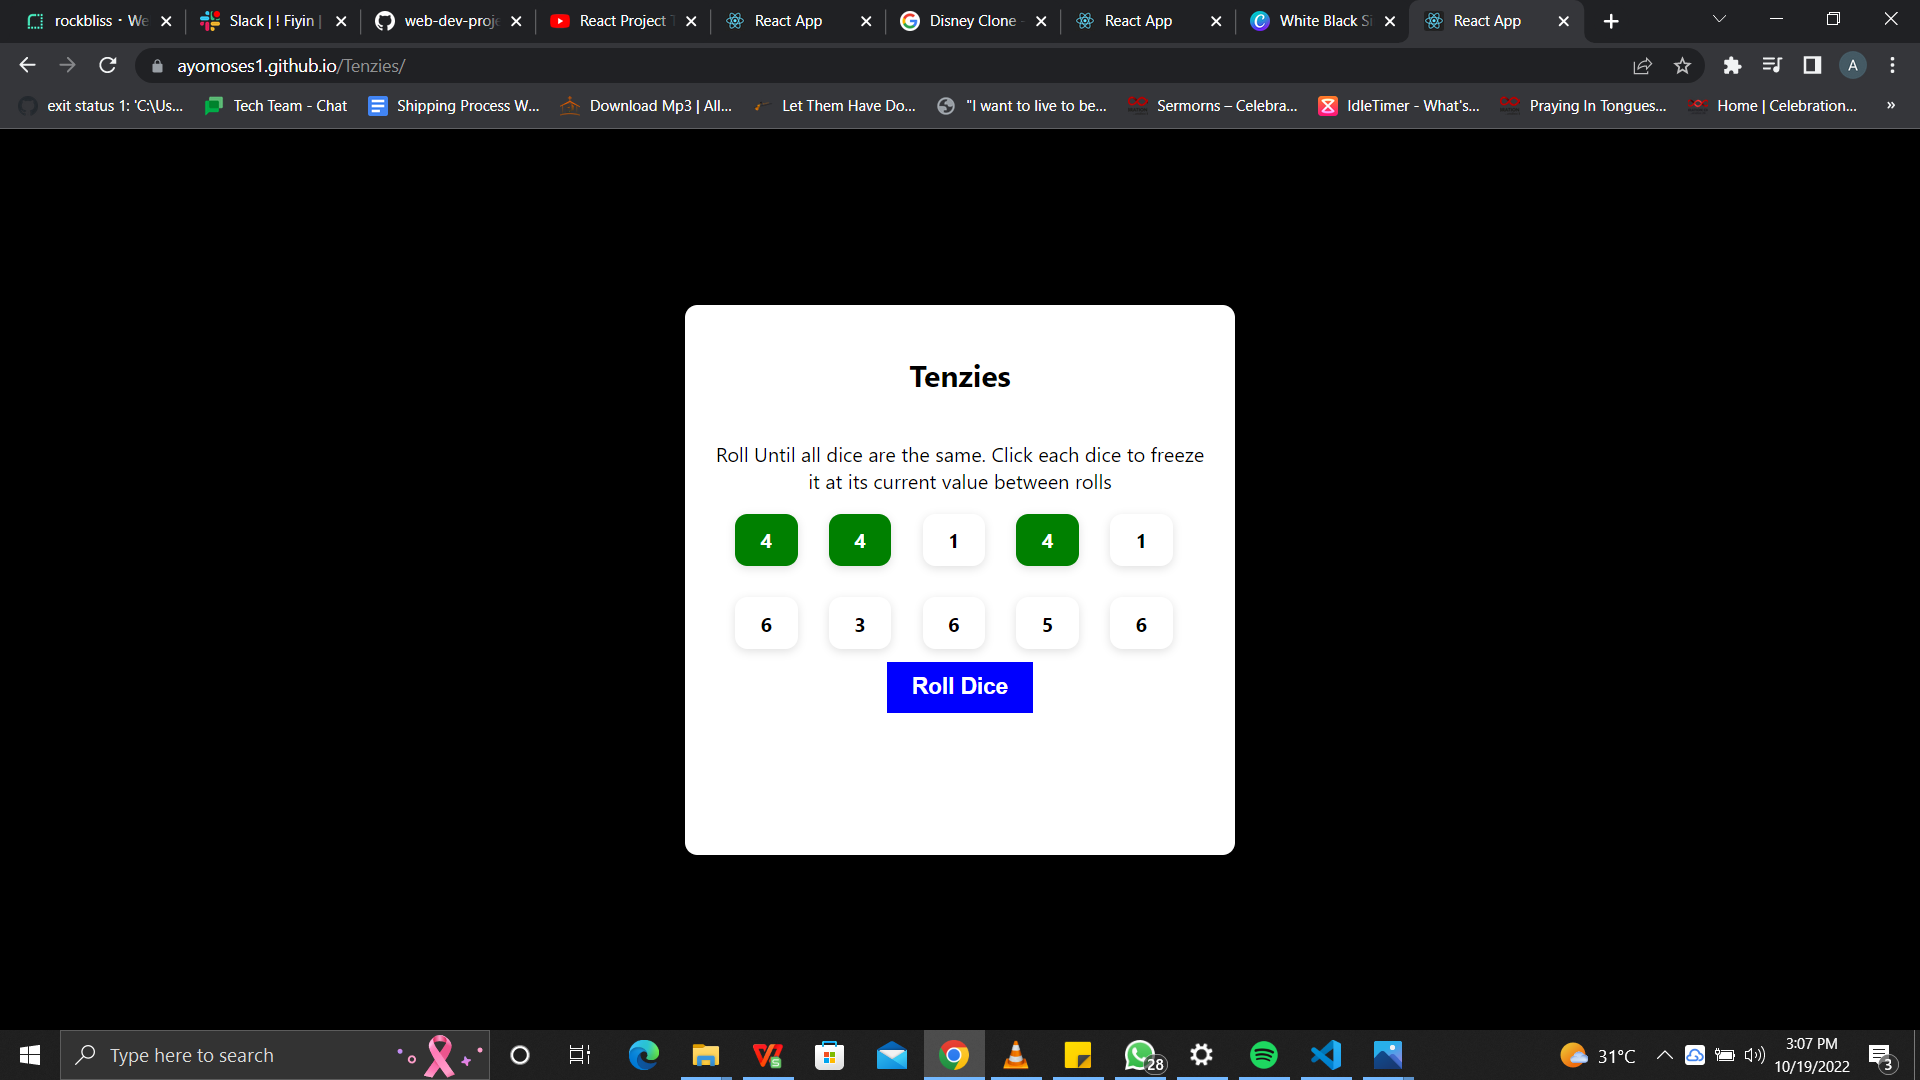 rockbliss · We
Slack | ! Fiyin |
web-dev-proje
React Project T
React App
Disney Clone -
React App
White Black Si
React App
ayomoses1.github.io/Tenzies/
A
exit status 1: 'C:\Us...
Tech Team - Chat
Shipping Process W...
Download Mp3 | All...
Let Them Have Do...
"I want to live to be...
Sermorns – Celebra...
IdleTimer - What's...
Praying In Tongues...
Home | Celebration...
»
Tenzies
Roll Until all dice are the same. Click each dice to freeze
it at its current value between rolls
4 4 1 4 1
6 3 6 5 6
Roll Dice
Type here to search
28
31°C
3:07 PM
10/19/2022
3